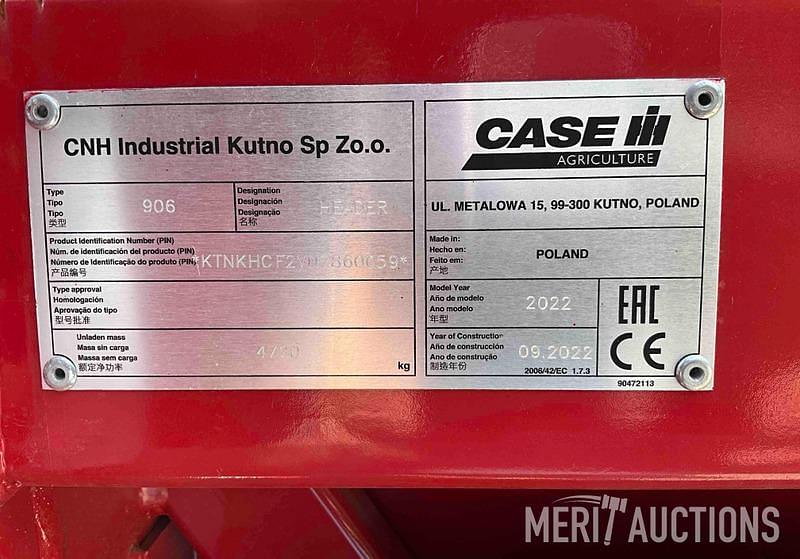 CNH Industrial Kutno Sp Zo.o.
Type
Tipo
Tipo
类型
906
Designation
Designación
Designação
名称
HEADER
Product Identification Number (PIN)
Núm. de identificación del producto (PIN)
Número de Identificação do produto (PIN)
产品编号
Type approval
Homologación
Aprovação do tipo
型号批准
Unladen mass
Masa sin carga
Massa sem carga
额定净功率
kg
CASE IH
AGRICULTURE
UL. METALOWA 15, 99-300 KUTNO, POLAND
Made in:
Hecho en:
Feito em:
产地
POLAND
Model Year
Año de modelo
Ano modelo
年型
2022
Year of Construction
Año de construcción
Ano de construção
制造年份
09.2022
2006/42/EC 1.7.3
EAC
CE
90472113
MERIT AUCTIONS